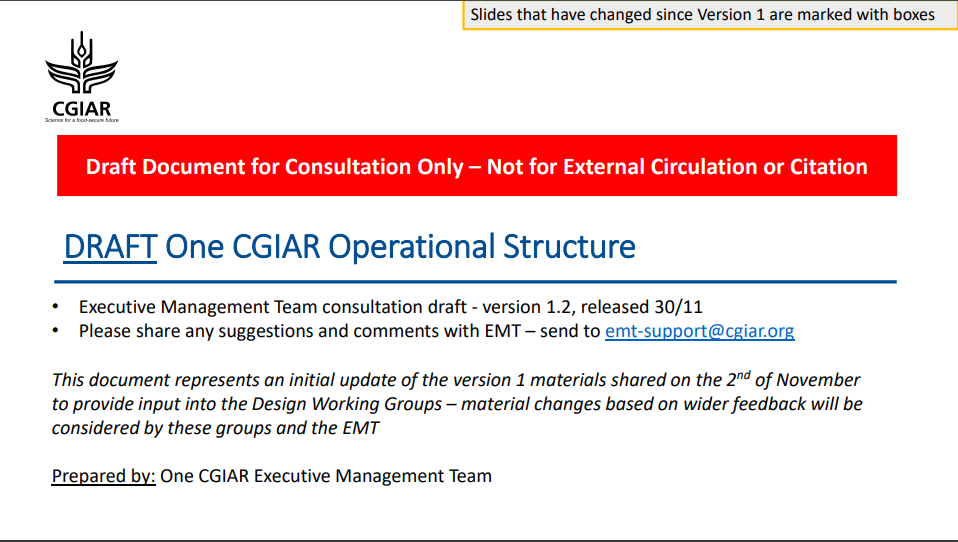 Slides that have changed since Version 1 are marked with boxes
CGIAR
Science for a food-secure future
Draft Document for Consultation Only – Not for External Circulation or Citation
DRAFT One CGIAR Operational Structure
• Executive Management Team consultation draft - version 1.2, released 30/11
• Please share any suggestions and comments with EMT – send to emt-support@cgiar.org
This document represents an initial update of the version 1 materials shared on the 2nd of November
to provide input into the Design Working Groups – material changes based on wider feedback will be
considered by these groups and the EMT
Prepared by: One CGIAR Executive Management Team